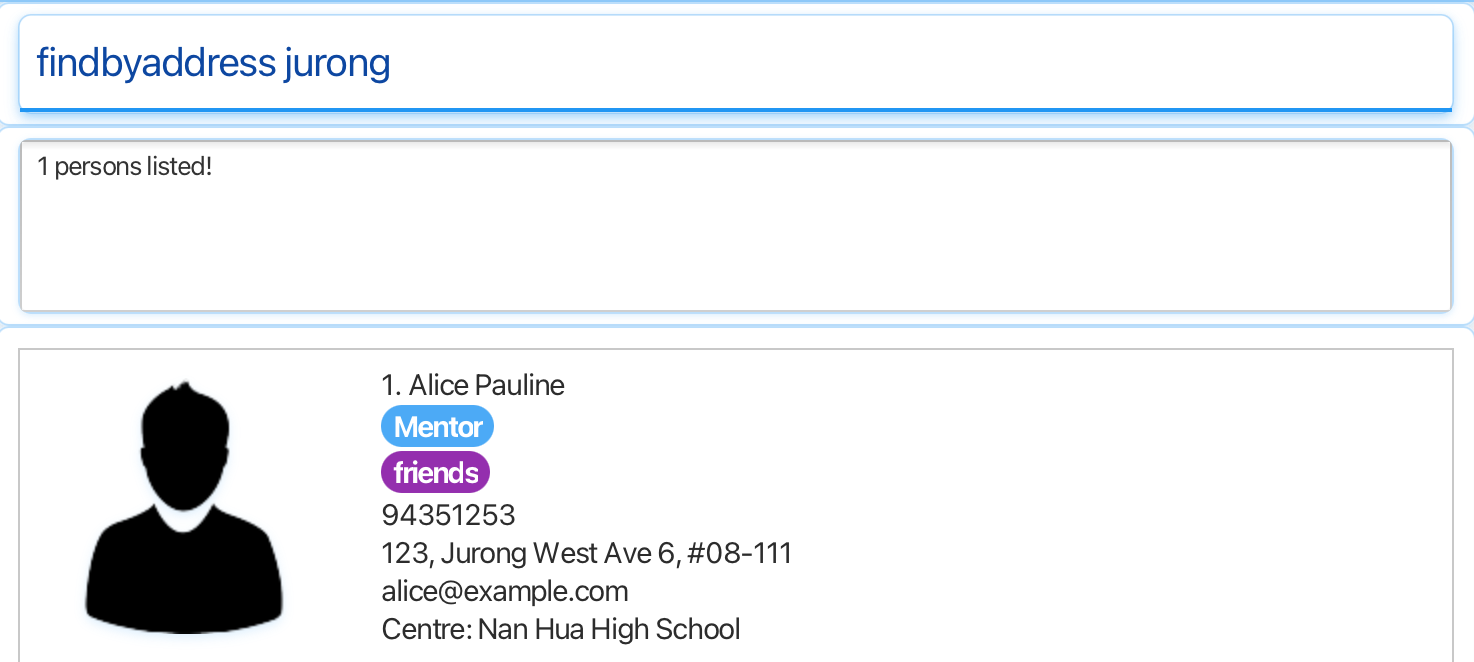 findbyaddress jurong
1 persons listed!
1. Alice Pauline
Mentor
friends
94351253
123, Jurong West Ave 6, #08-111
alice@example.com
Centre: Nan Hua High School